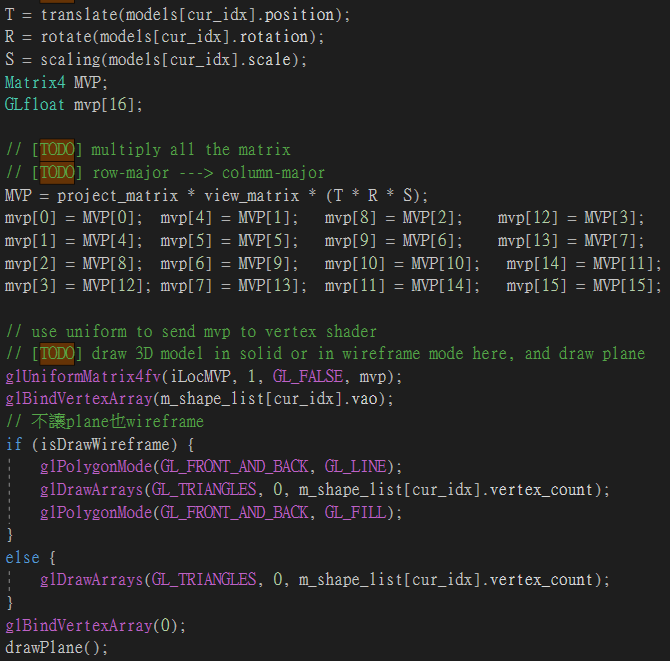 T = translate(models[cur_idx].position);
R = rotate(models[cur_idx].rotation);
S = scaling(models[cur_idx].scale);
Matrix4 MVP;
GLfloat mvp[16];
// [TODO] multiply all the matrix
// [TODO] row-major ---> column-major
MVP = project_matrix * view_matrix * (T * R * S);
mvp[0] = MVP[0];  mvp[4] = MVP[1];   mvp[8] = MVP[2];    mvp[12] = MVP[3];
mvp[1] = MVP[4];  mvp[5] = MVP[5];   mvp[9] = MVP[6];    mvp[13] = MVP[7];
mvp[2] = MVP[8];  mvp[6] = MVP[9];   mvp[10] = MVP[10];   mvp[14] = MVP[11];
mvp[3] = MVP[12]; mvp[7] = MVP[13];  mvp[11] = MVP[14];   mvp[15] = MVP[15];
// use uniform to send mvp to vertex shader
// [TODO] draw 3D model in solid or in wireframe mode here, and draw plane
glUniformMatrix4fv(iLocMVP, 1, GL_FALSE, mvp);
glBindVertexArray(m_shape_list[cur_idx].vao);
// 不讓plane也wireframe
if (isDrawWireframe) {
    glPolygonMode(GL_FRONT_AND_BACK, GL_LINE);
    glDrawArrays(GL_TRIANGLES, 0, m_shape_list[cur_idx].vertex_count);
    glPolygonMode(GL_FRONT_AND_BACK, GL_FILL);
}
else {
    glDrawArrays(GL_TRIANGLES, 0, m_shape_list[cur_idx].vertex_count);
}
glBindVertexArray(0);
drawPlane();